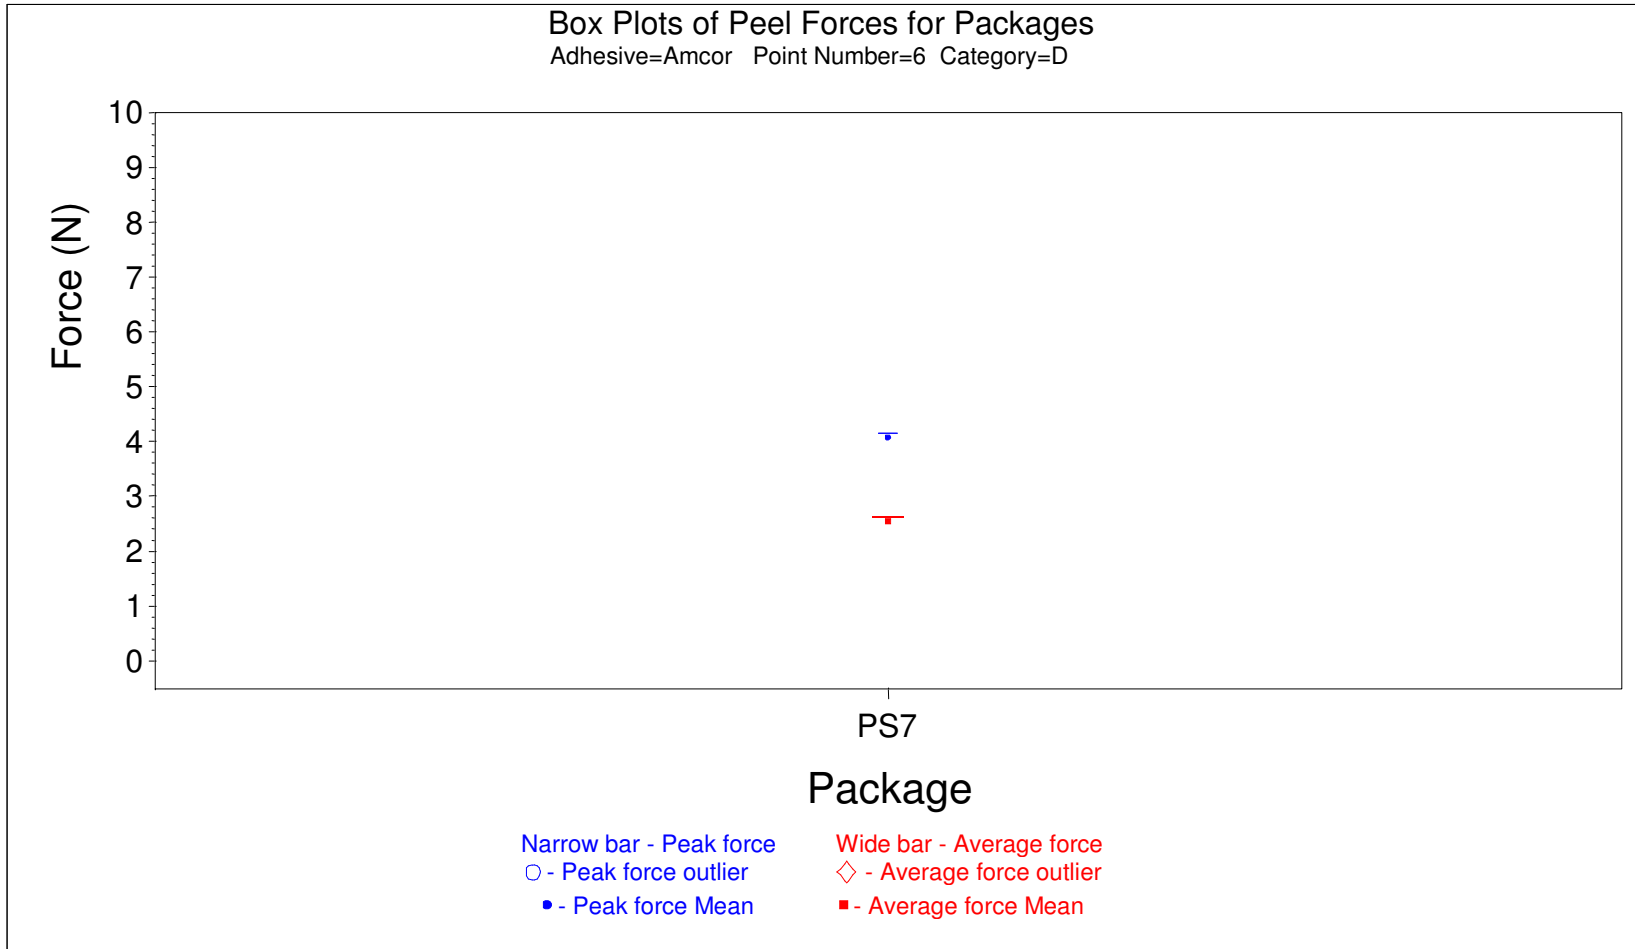 Box Plots of Peel Forces for Packages
Adhesive=Amcor Point Number=6 Category=D
10
9
8
7
6
5
4
3
2
1
0
Force (N)
PS7
Package
Narrow bar - Peak force
Wide bar - Average force
- Peak force outlier
- Average force outlier
- Peak force Mean
- Average force Mean